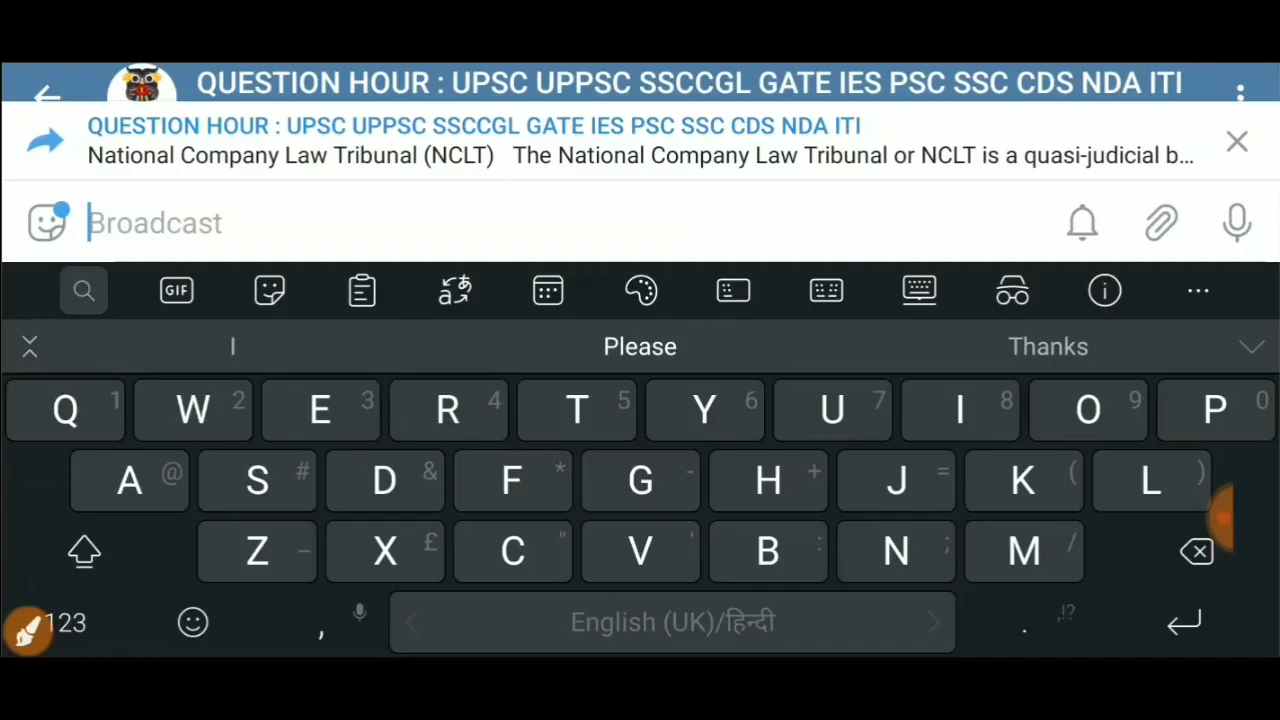 QUESTION HOUR : UPSC UPPSC SSCCGL GATE IES PSC SSC CDS NDA ITI
QUESTION HOUR : UPSC UPPSC SSCCGL GATE IES PSC SSC CDS NDA ITI
National Company Law Tribunal (NCLT) The National Company Law Tribunal or NCLT is a quasi-judicial b...
Broadcast
GIF
I Please Thanks
Q 1 W 2 E 3 R 4 T 5 Y 6 U 7 I 8 O 9 P 0
A @ S # D & F * G - H + J = K ( L )
Z _ X £ C " V ' B : N ; M /
123 , English (UK)/हिन्दी . ,!?